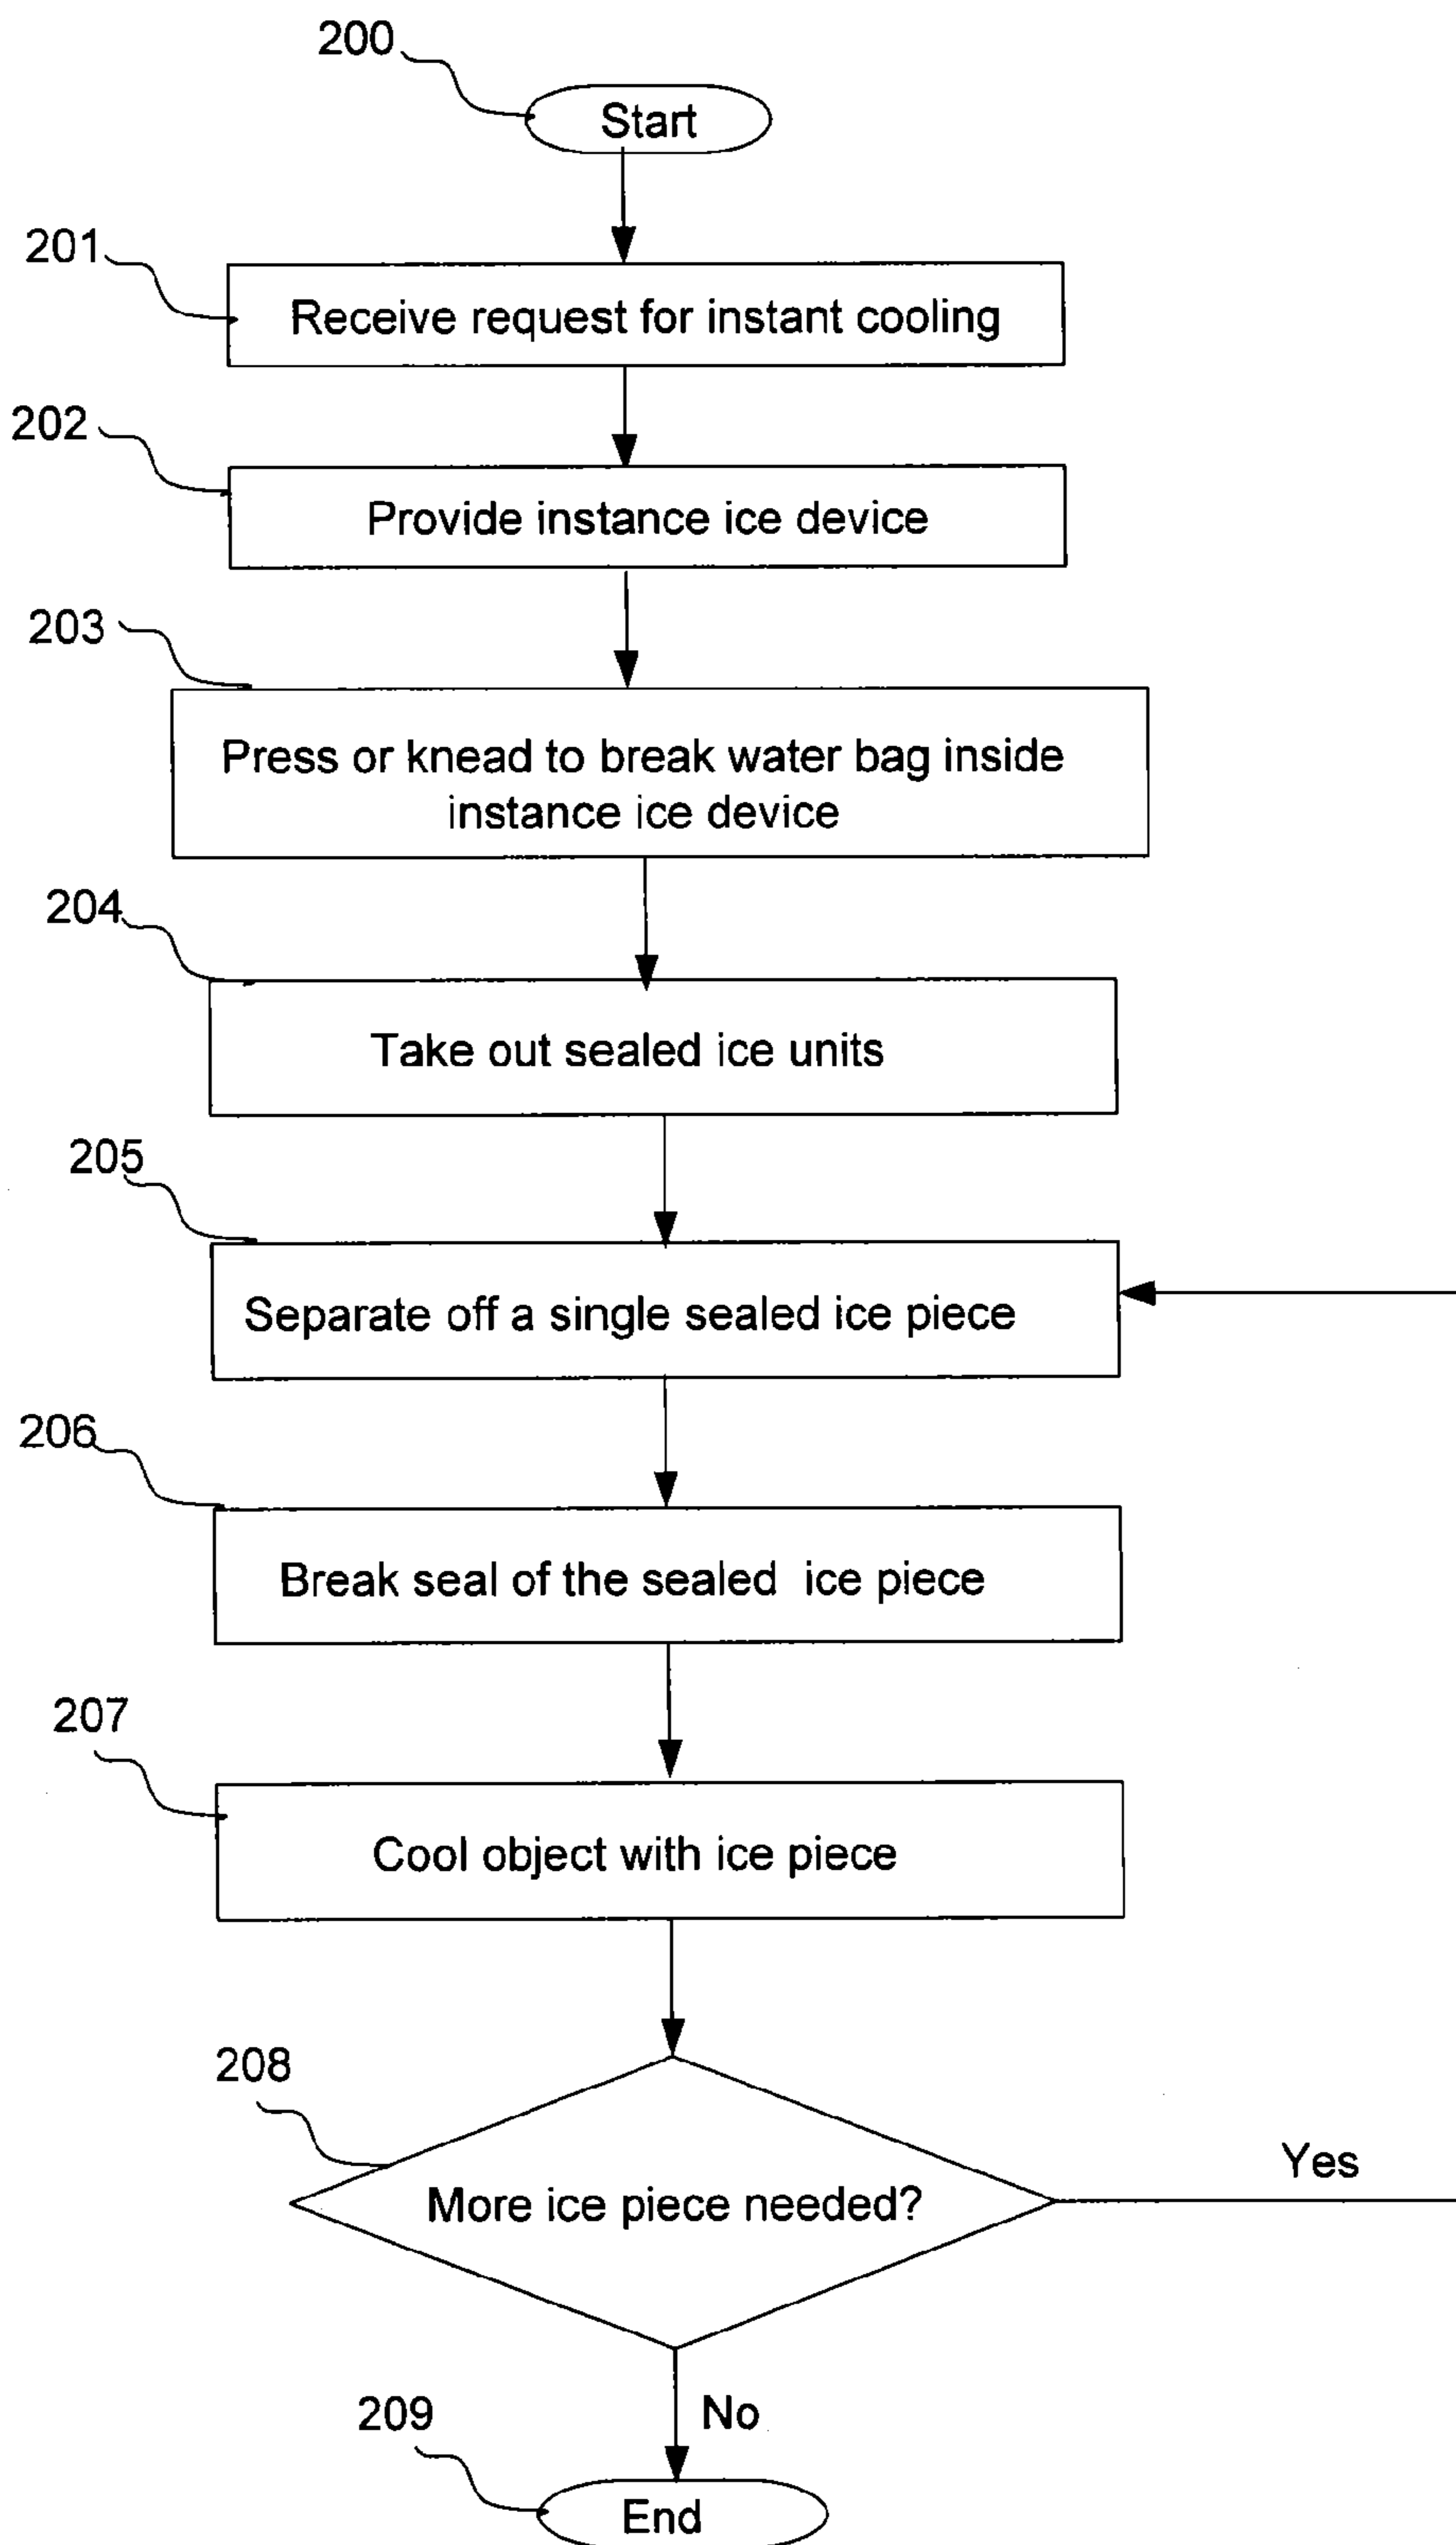 200
Start
201
Receive request for instant cooling
202
Provide instance ice device
203
Press or knead to break water bag inside
instance ice device
204
Take out sealed ice units
205
Separate off a single sealed ice piece
206
Break seal of the sealed ice piece
207
Cool object with ice piece
208
More ice piece needed?
Yes
No
209
End